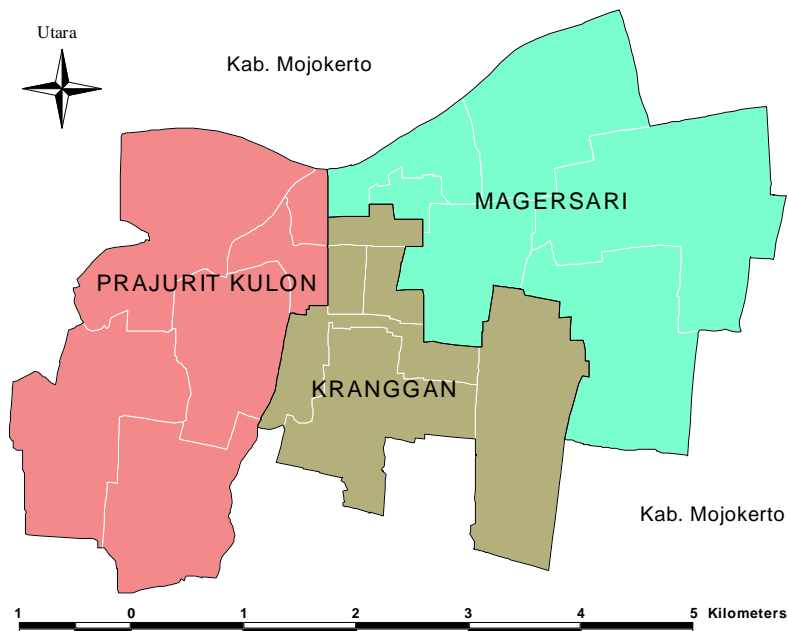 Utara
Kab. Mojokerto
MAGERSARI
PRAJURIT KULON
KRANGGAN
Kab. Mojokerto
1 0 1 2 3 4 5 Kilometers